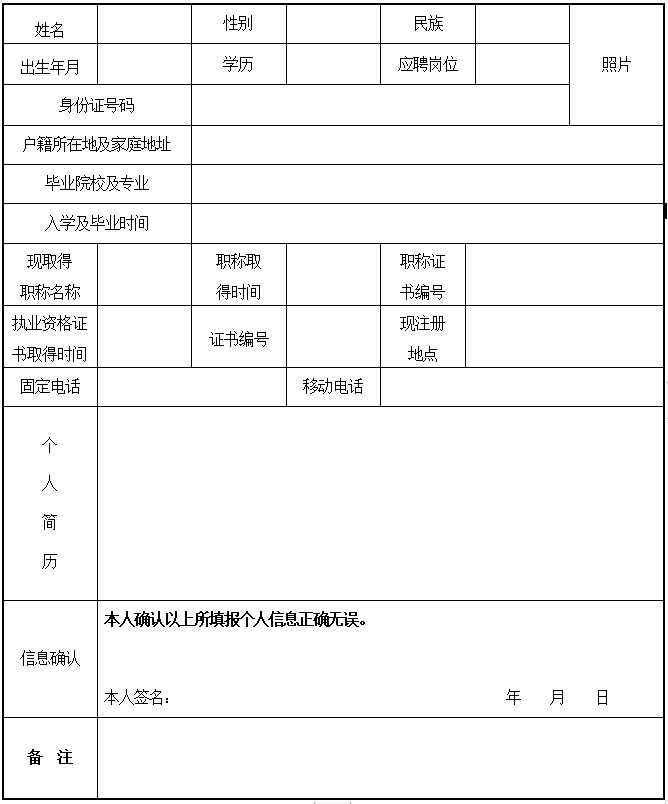 姓名 性别 民族 照片
出生年月 学历 应聘岗位
身份证号码
户籍所在地及家庭地址
毕业院校及专业
入学及毕业时间
现取得 职称取 职称证
职称名称 得时间 书编号
执业资格证 证书编号 现注册
书取得时间 地点
固定电话 移动电话
个
人
简
历
信息确认
本人确认以上所填报个人信息正确无误。
本人签名： 年 月 日
备 注